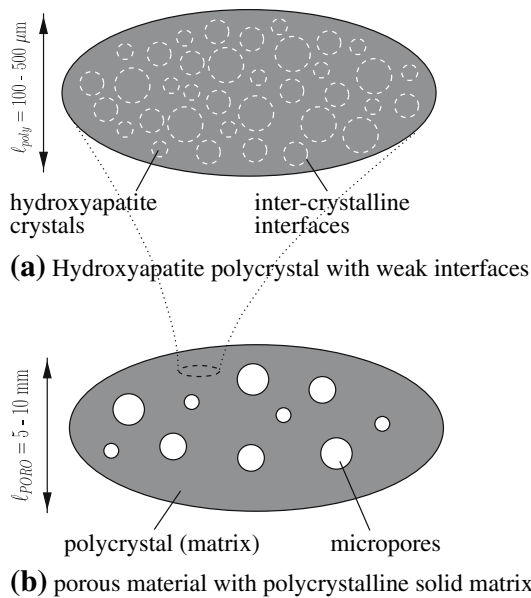 ℓpoly = 100 - 500 μm
hydroxyapatite
crystals
inter-crystalline
interfaces
(a) Hydroxyapatite polycrystal with weak interfaces
ℓPORO = 5 - 10 mm
polycrystal (matrix)
micropores
(b) porous material with polycrystalline solid matrix